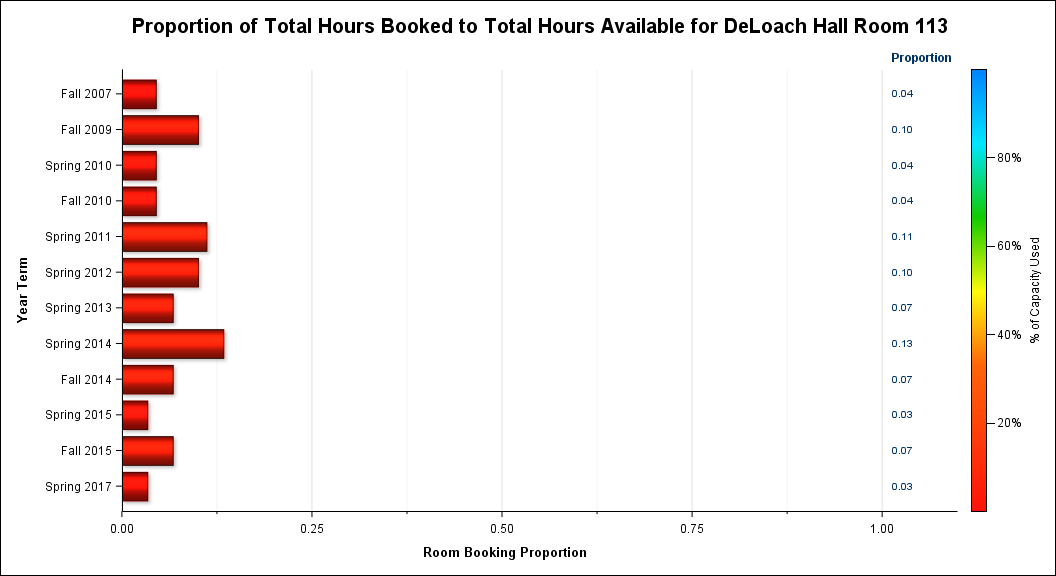 Proportion of Total Hours Booked to Total Hours Available for DeLoach Hall Room 113
Proportion
Fall 2007 0.04
Fall 2009 0.10
Spring 2010 0.04
Fall 2010 0.04
Spring 2011 0.11
Spring 2012 0.10
Spring 2013 0.07
Spring 2014 0.13
Fall 2014 0.07
Spring 2015 0.03
Fall 2015 0.07
Spring 2017 0.03
Year Term
0.00 0.25 0.50 0.75 1.00
Room Booking Proportion
80%
60%
40%
20%
% of Capacity Used